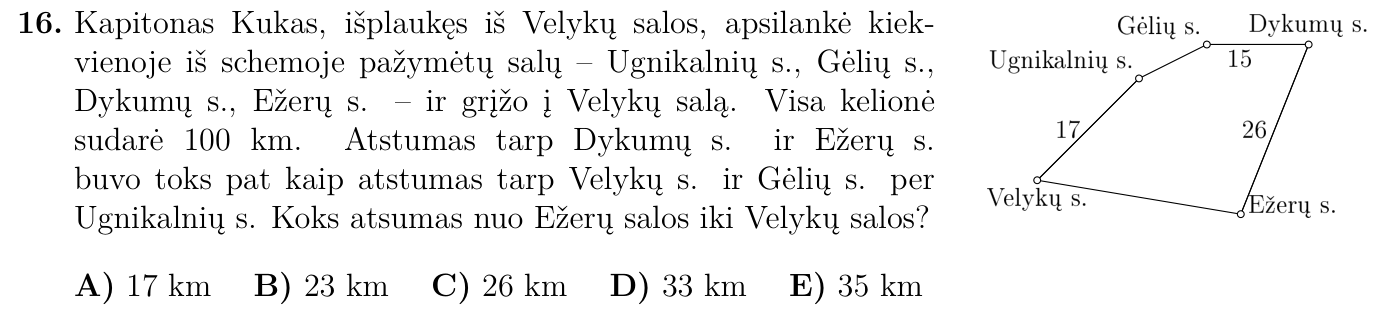 16. Kapitonas Kukas, išplaukęs iš Velykų salos, apsilankė kiek-
vienoje iš schemoje pažymėtų salų – Ugnikalnių s., Gėlių s.,
Dykumų s., Ežerų s. – ir grįžo į Velykų salą. Visa kelionė
sudarė 100 km. Atstumas tarp Dykumų s. ir Ežerų s.
buvo toks pat kaip atstumas tarp Velykų s. ir Gėlių s. per
Ugnikalnių s. Koks atsumas nuo Ežerų salos iki Velykų salos?
A) 17 km B) 23 km C) 26 km D) 33 km E) 35 km
Gėlių s.
Dykumų s.
Ugnikalnių s.
15
17
26
Velykų s.
Ežerų s.